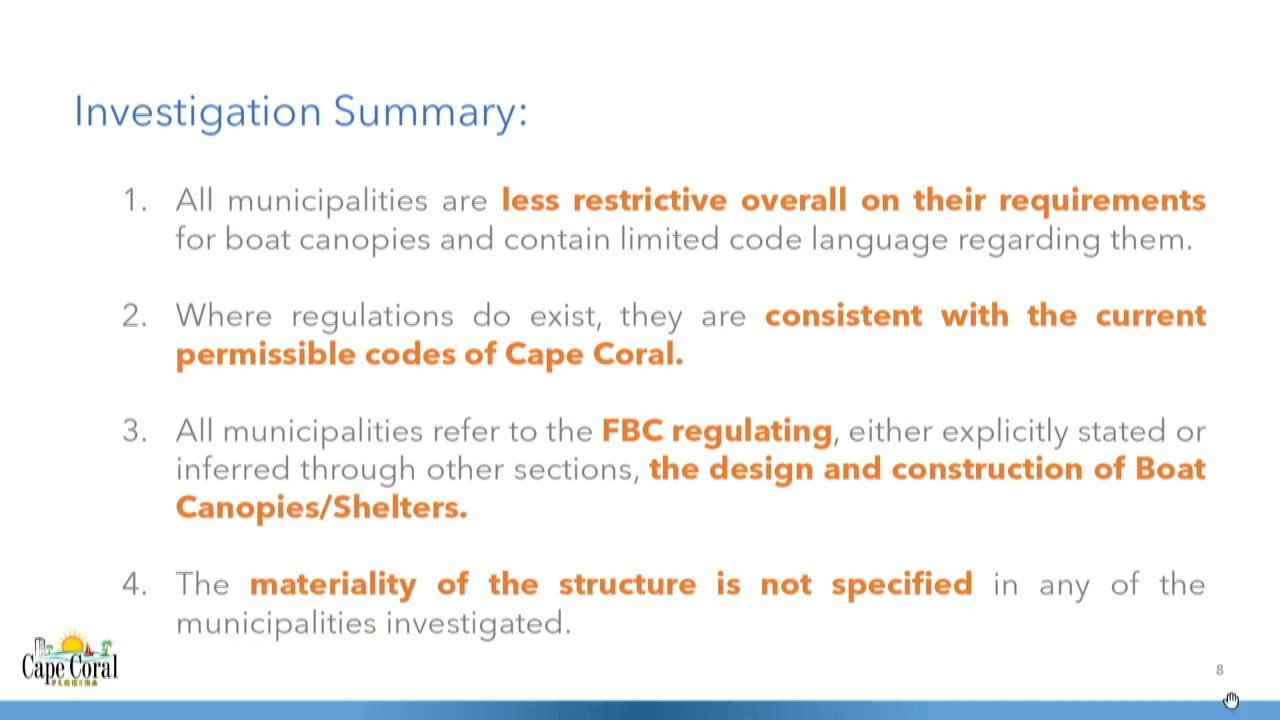 Investigation Summary:
1. All municipalities are less restrictive overall on their requirements
for boat canopies and contain limited code language regarding them.
2. Where regulations do exist, they are consistent with the current
permissible codes of Cape Coral.
3. All municipalities refer to the FBC regulating, either explicitly stated or
inferred through other sections, the design and construction of Boat
Canopies/Shelters.
4. The materiality of the structure is not specified in any of the
municipalities investigated.
Cape Coral
FLORIDA
8